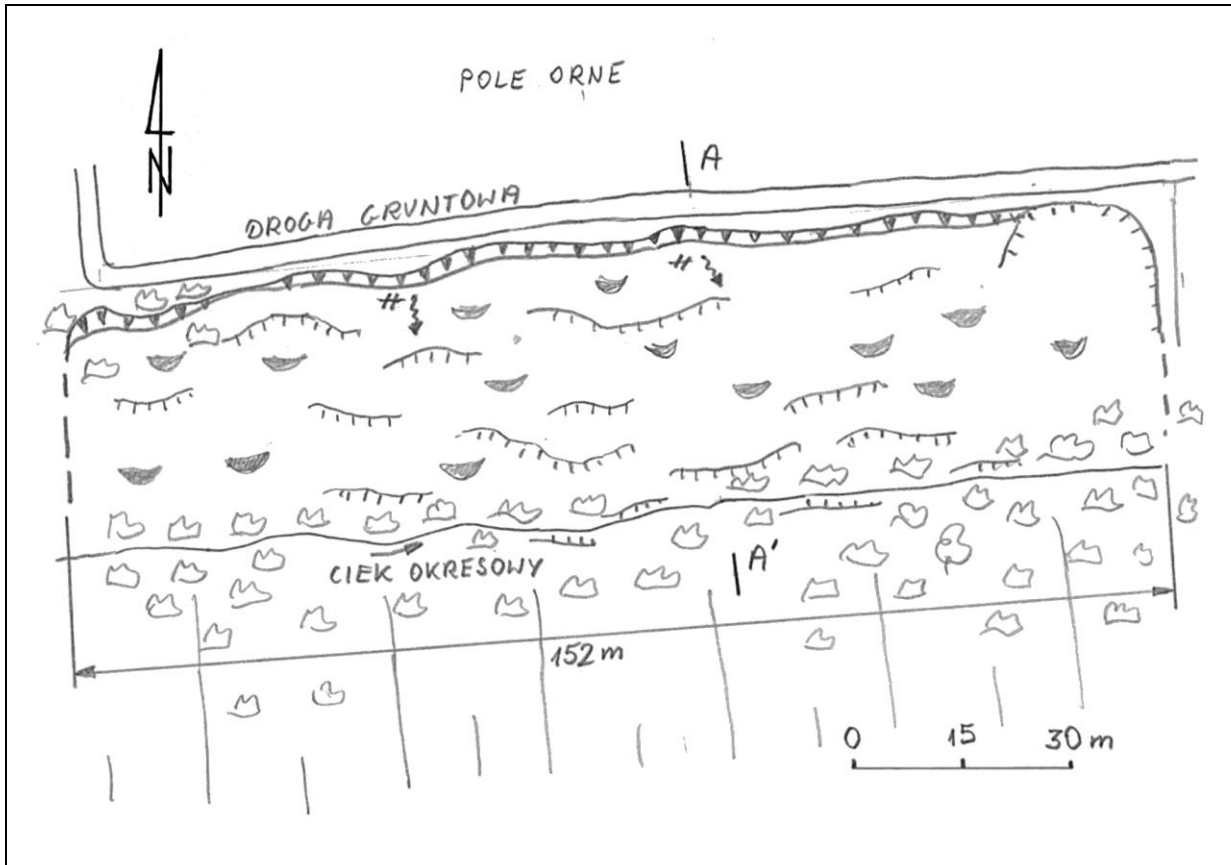 POLE ORNE
N
A
DROGA GRUNTOWA
A'
CIEK OKRESOWY
152 m
0 15 30 m